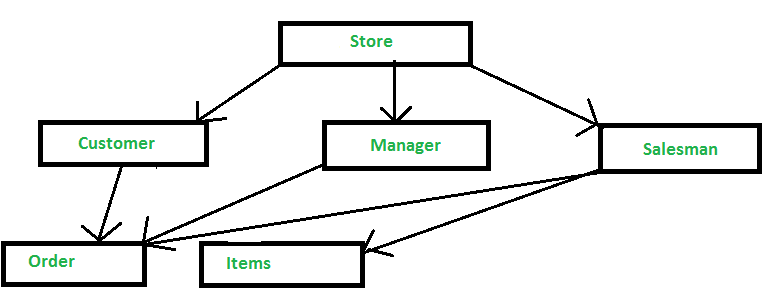 Store
Customer
Manager
Salesman
Order
Items